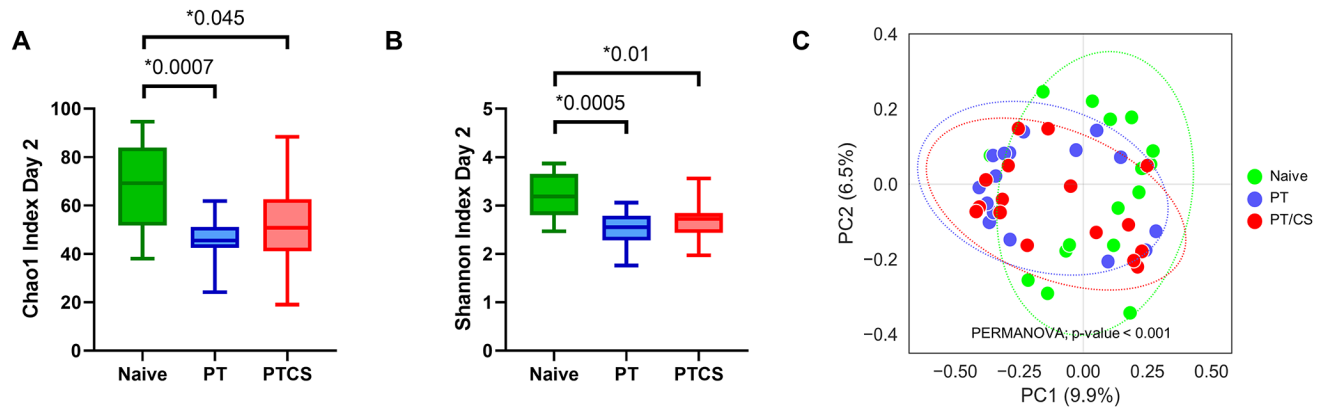 A
*0.045
*0.0007
Chao1 Index Day 2
100
80
60
40
20
0
Naive PT PTCS
B
*0.01
*0.0005
Shannon Index Day 2
5
4
3
2
1
0
Naive PT PTCS
C
PC2 (6.5%)
0.4
0.2
0.0
−0.2
−0.4
PERMANOVA; p-value < 0.001
−0.50 −0.25 0.00 0.25 0.50
PC1 (9.9%)
Naive
PT
PT/CS